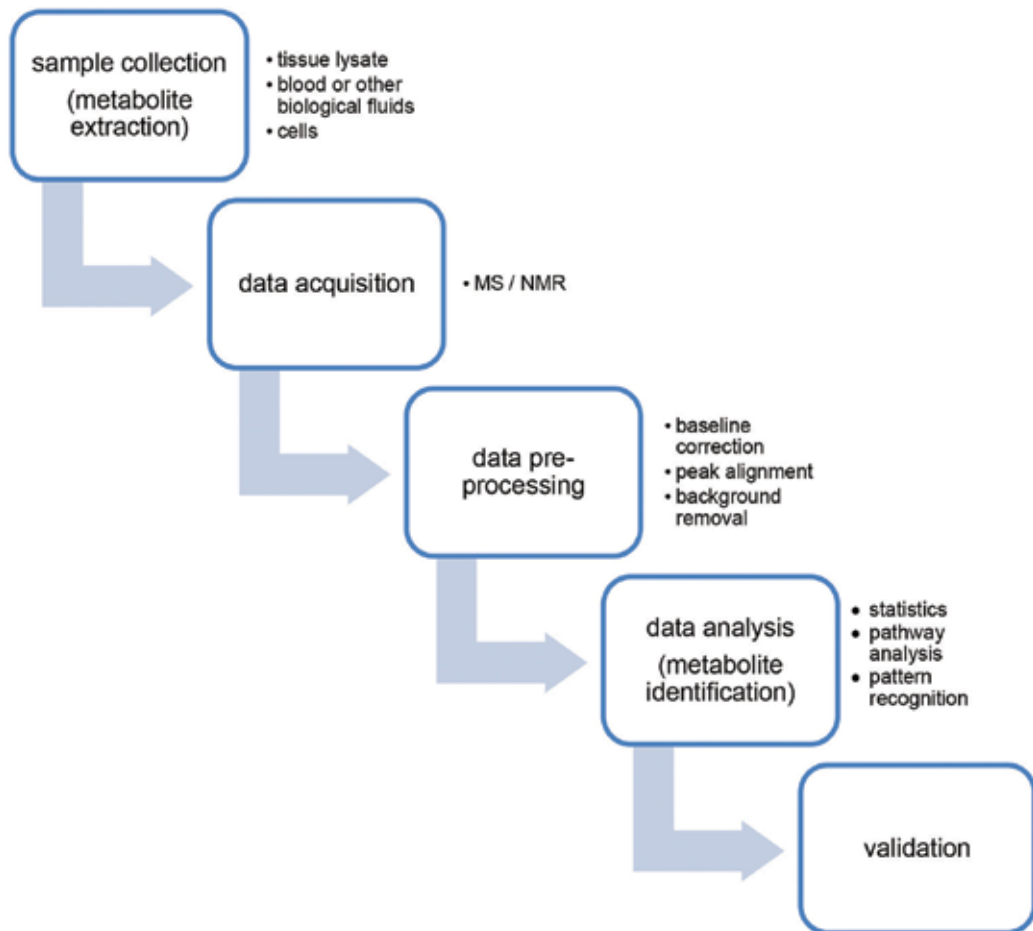 sample collection
(metabolite
extraction)
• tissue lysate
• blood or other
biological fluids
• cells
data acquisition
• MS / NMR
data pre-
processing
• baseline
correction
• peak alignment
• background
removal
data analysis
(metabolite
identification)
• statistics
• pathway
analysis
• pattern
recognition
validation